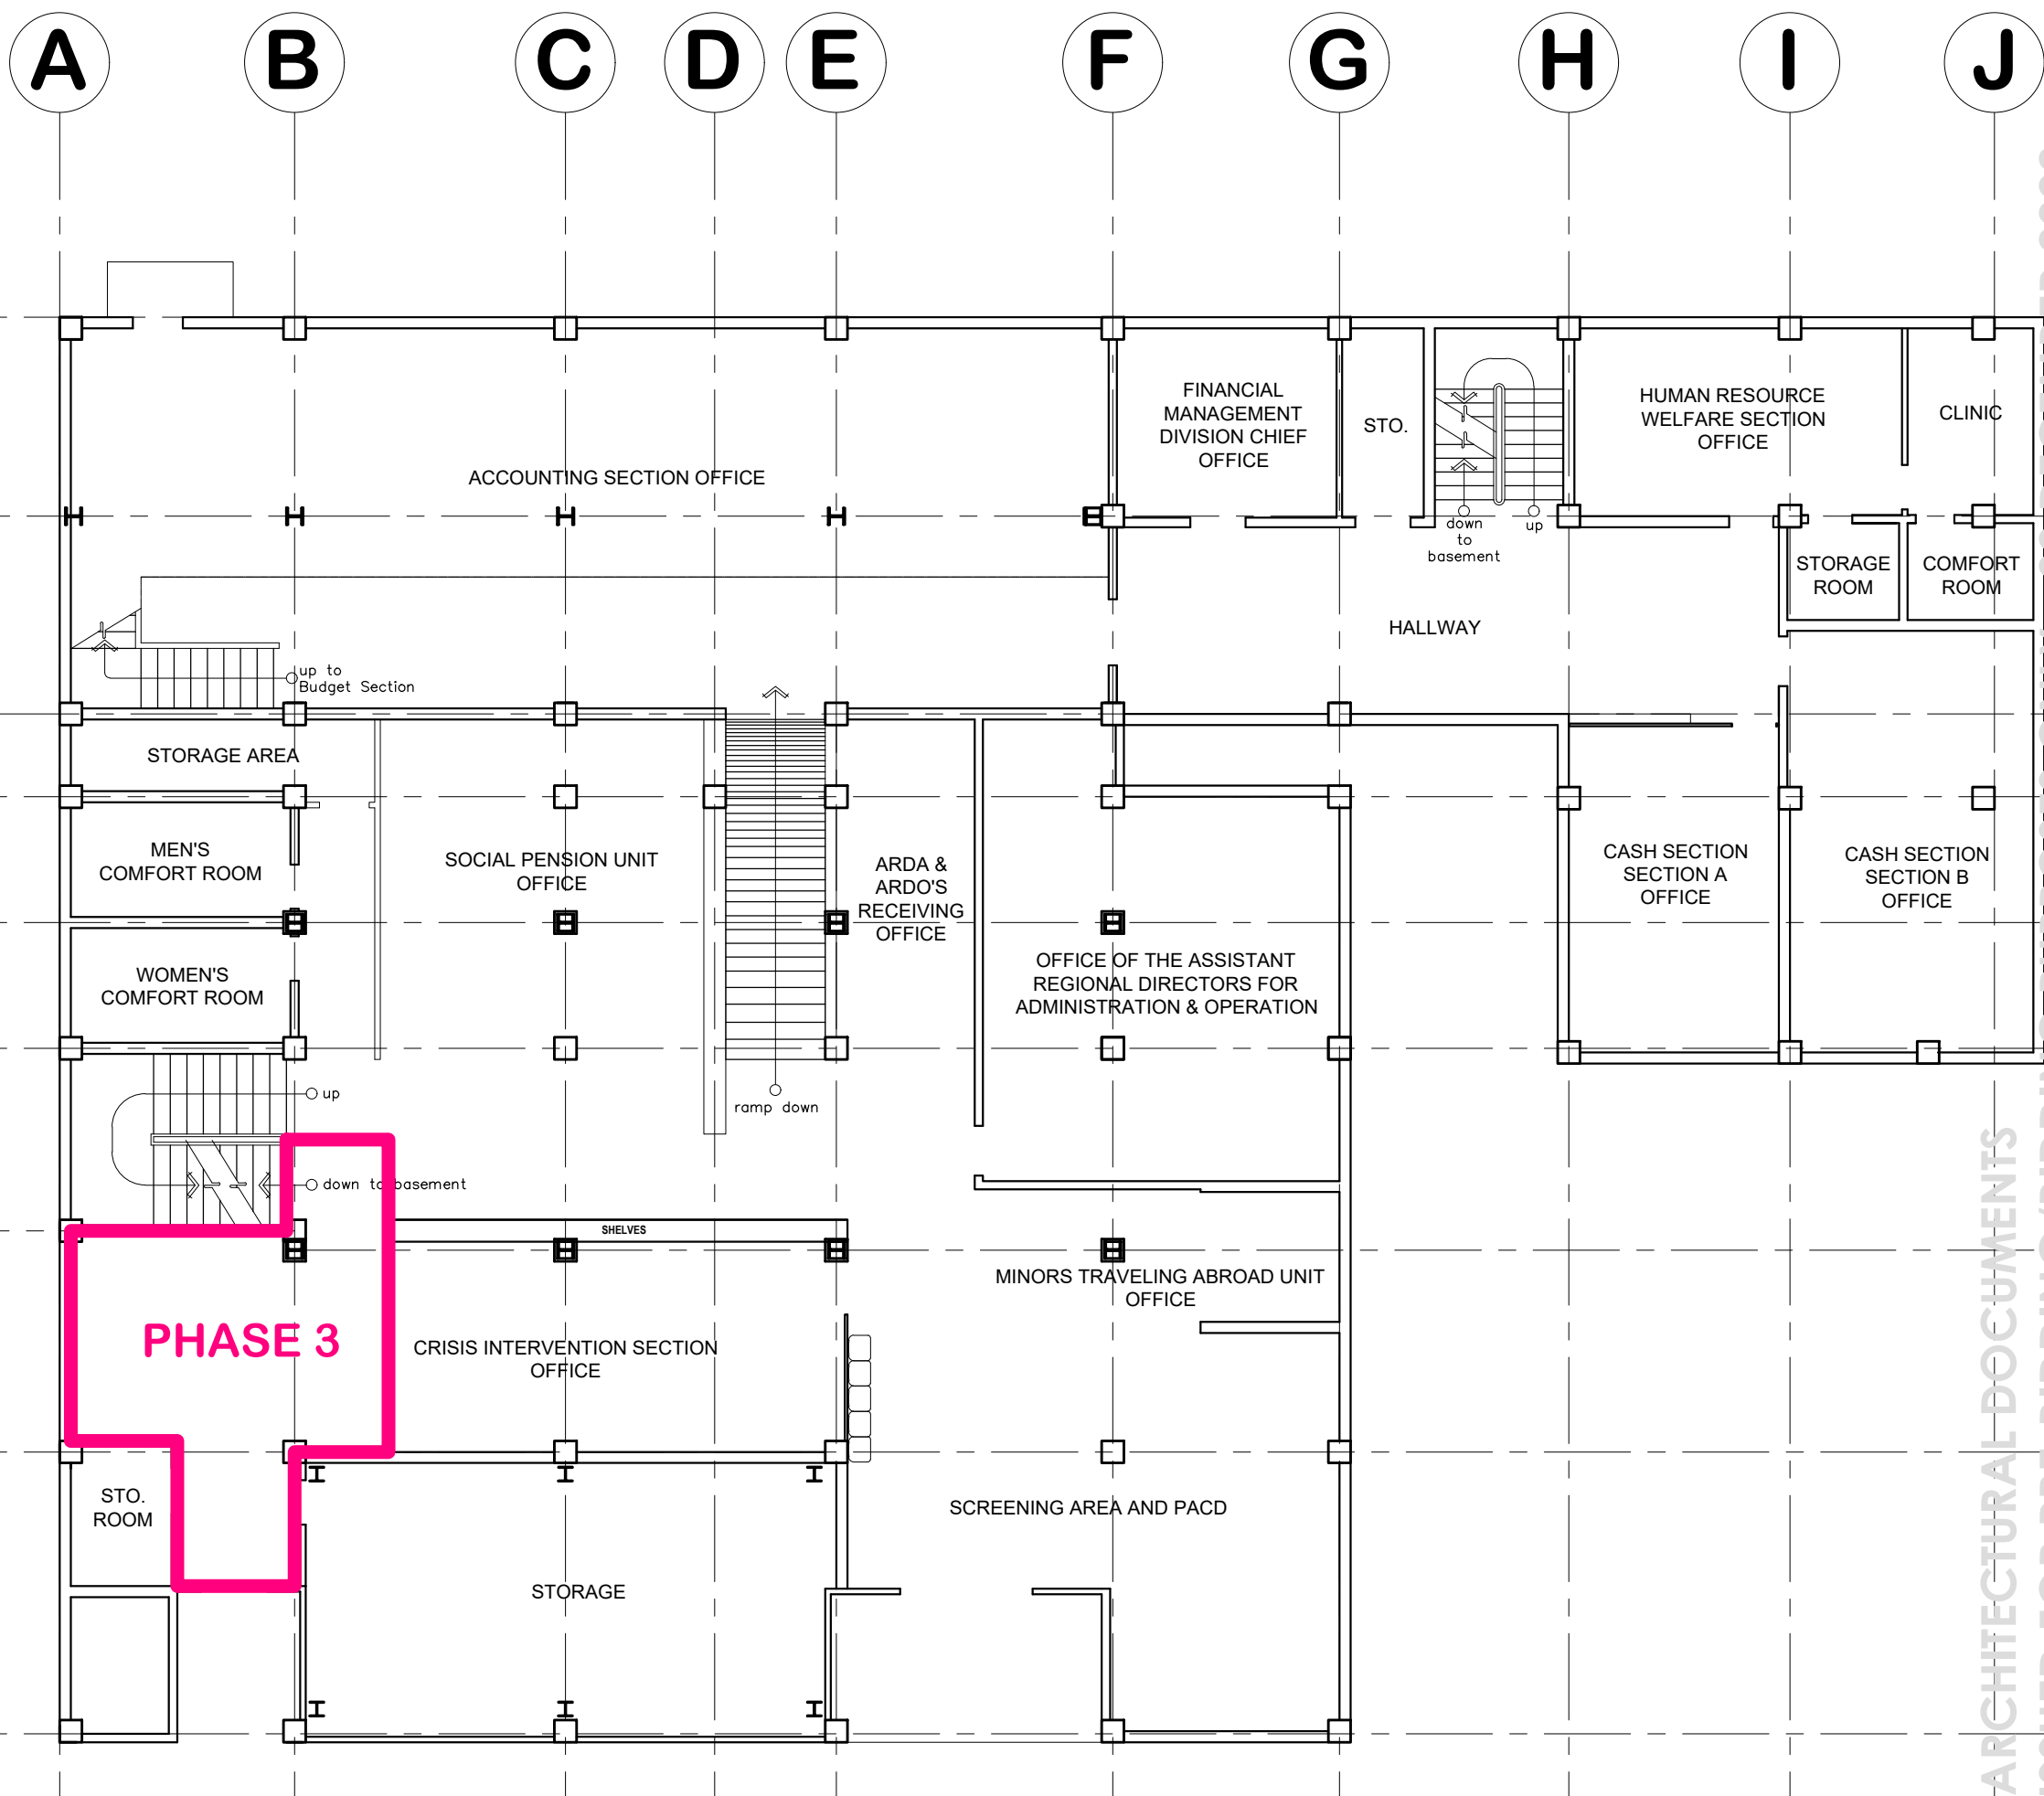 A B C D E F G H I J
FINANCIAL
MANAGEMENT
DIVISION CHIEF
OFFICE
STO.
HUMAN RESOURCE
WELFARE SECTION
OFFICE
CLINIC
ACCOUNTING SECTION OFFICE
down
to
basement
up
STORAGE
ROOM
COMFORT
ROOM
HALLWAY
up to
Budget Section
STORAGE AREA
MEN'S
COMFORT ROOM
SOCIAL PENSION UNIT
OFFICE
ARDA &
ARDO'S
RECEIVING
OFFICE
CASH SECTION
SECTION A
OFFICE
CASH SECTION
SECTION B
OFFICE
WOMEN'S
COMFORT ROOM
OFFICE OF THE ASSISTANT
REGIONAL DIRECTORS FOR
ADMINISTRATION & OPERATION
up
ramp down
down to basement
SHELVES
MINORS TRAVELING ABROAD UNIT
OFFICE
PHASE 3
CRISIS INTERVENTION SECTION
OFFICE
STO.
ROOM
SCREENING AREA AND PACD
STORAGE
ARCHITECTURAL DOCUMENTS